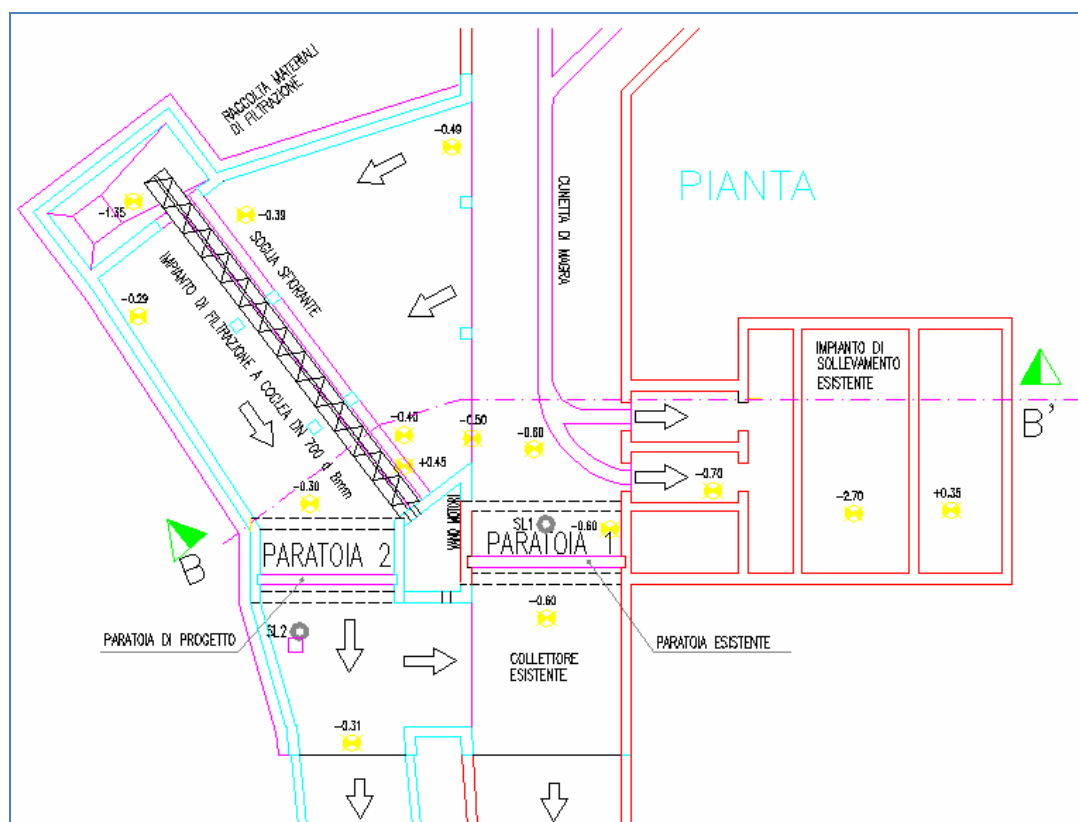 RACCOLTA MATERIALI
DI FILTRAZIONE
-0.49
PIANTA
CUNETTA DI MAGRA
-1.35
-0.39
SOGLIA SFIORANTE
IMPIANTO DI FILTRAZIONE A COCLEA DN 700 d 8mm
-0.29
IMPIANTO DI
SOLLEVAMENTO
ESISTENTE
B'
-0.40
-0.50
-0.60
+0.45
-0.70
-0.30
-2.70
+0.35
VANO MOTORI
SL1
-0.60
B
PARATOIA 2
PARATOIA 1
-0.60
SL2
PARATOIA DI PROGETTO
PARATOIA ESISTENTE
COLLETTORE
ESISTENTE
-0.31